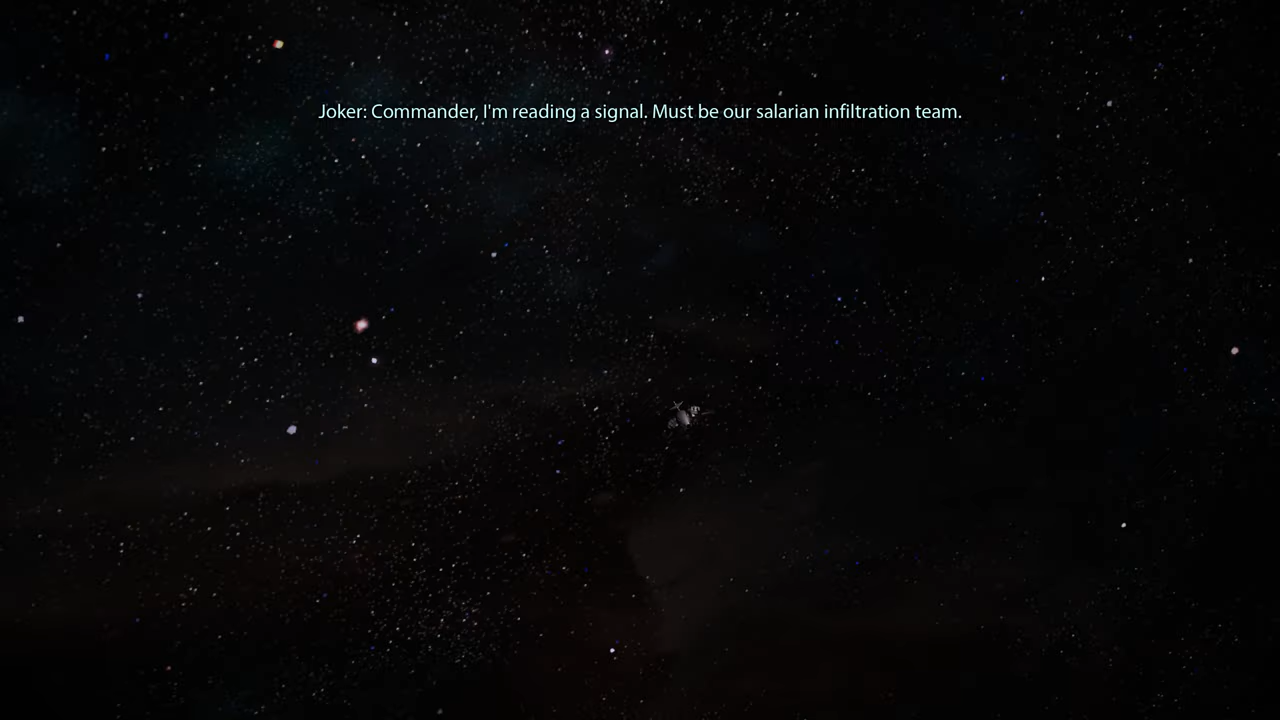 Joker: Commander, I'm reading a signal. Must be our salarian infiltration team.